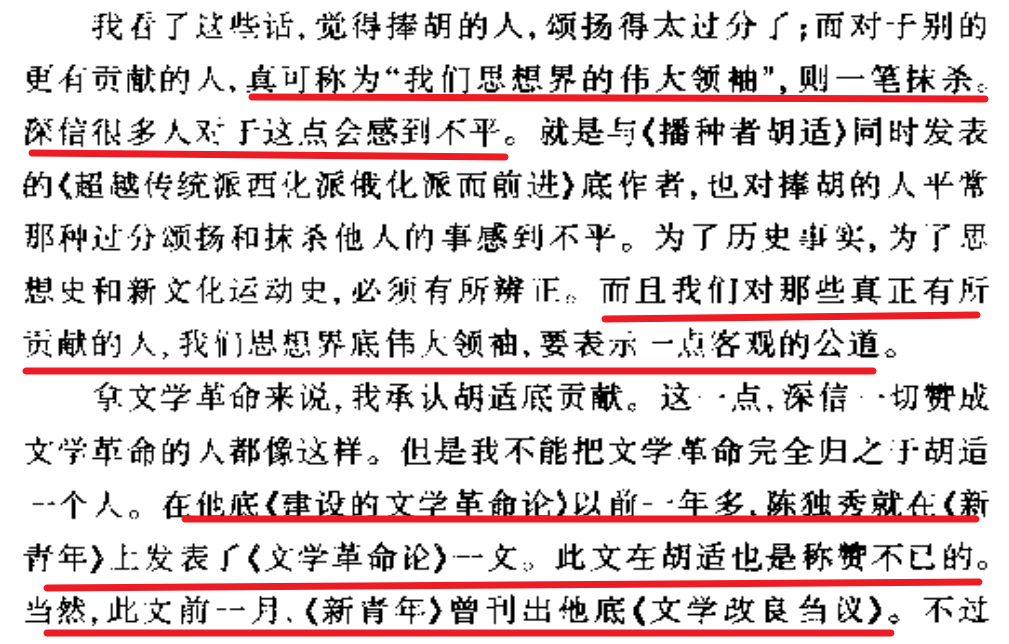 我看了这些话,觉得捧胡的人,颂扬得太过分了;而对于别的
更有贡献的人,真可称为“我们思想界的伟大领袖”,则一笔抹杀。
深信很多人对于这点会感到不平。就是与《播种者胡适》同时发表
的《超越传统派西化派俄化派而前进》底作者,也对捧胡的人平常
那种过分颂扬和抹杀他人的事感到不平。为了历史事实,为了思
想史和新文化运动史,必须有所辨正。而且我们对那些真正有所
贡献的人,我们思想界底伟大领袖,要表示一点客观的公道。
拿文学革命来说,我承认胡适底贡献。这一点,深信一切赞成
文学革命的人都像这样。但是我不能把文学革命完全归之于胡适
一个人。在他底《建设的文学革命论》以前一年多,陈独秀就在《新
青年》上发表了《文学革命论》一文。此文在胡适也是称赞不已的。
当然,此文前一月、《新青年》曾刊出他底《文学改良刍议》。不过